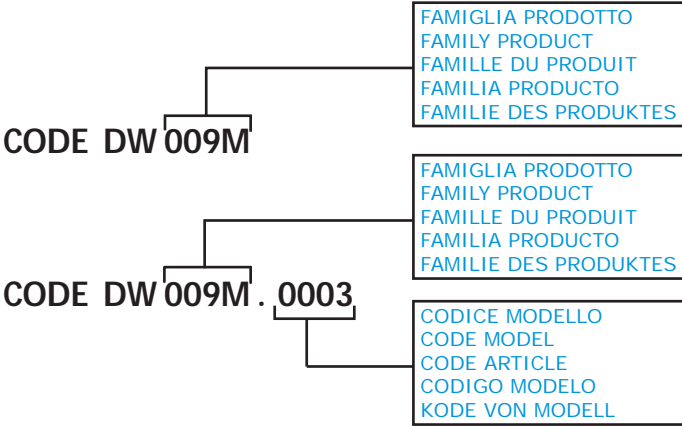 FAMIGLIA PRODOTTO
FAMILY PRODUCT
FAMILLE DU PRODUIT
FAMILIA PRODUCTO
FAMILIE DES PRODUKTES
CODE DW 009M
FAMIGLIA PRODOTTO
FAMILY PRODUCT
FAMILLE DU PRODUIT
FAMILIA PRODUCTO
FAMILIE DES PRODUKTES
CODE DW 009M . 0003
CODICE MODELLO
CODE MODEL
CODE ARTICLE
CODIGO MODELO
KODE VON MODELL